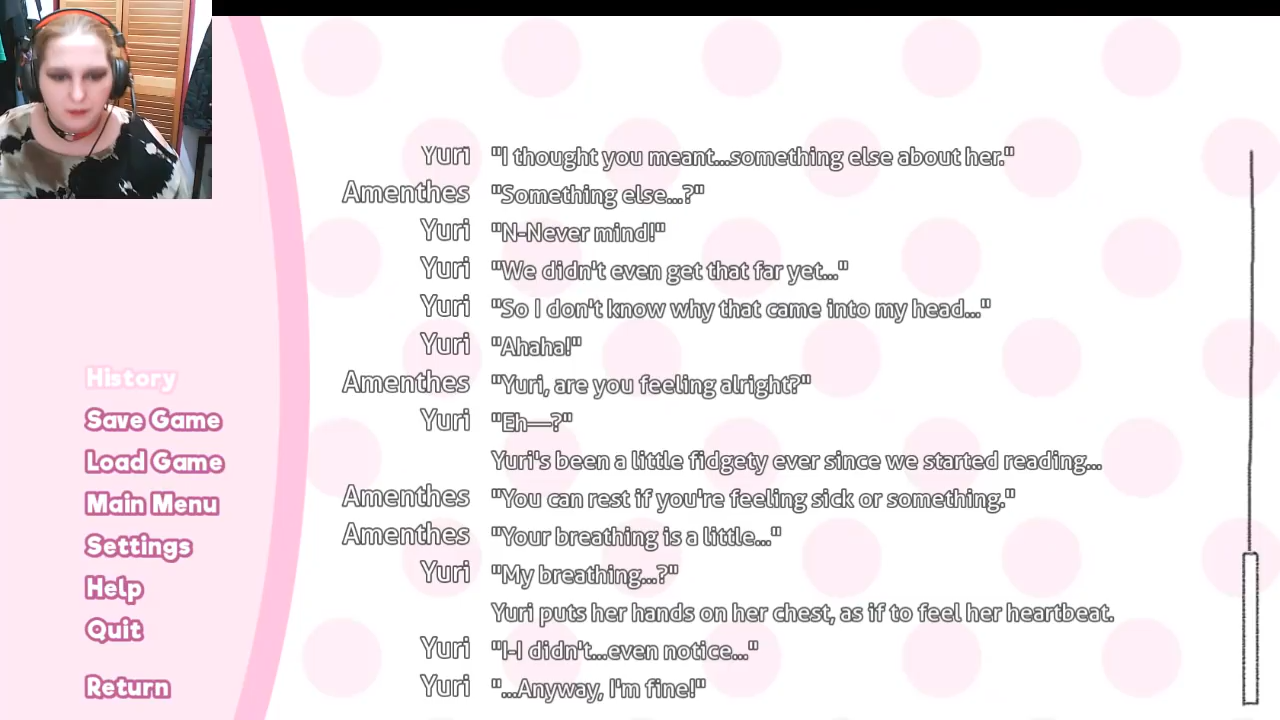 Yuri "I thought you meant...something else about her."
Amenthes "Something else...?"
Yuri "N-Never mind!"
Yuri "We didn't even get that far yet..."
Yuri "So I don't know why that came into my head..."
Yuri "Ahaha!"
Amenthes "Yuri, are you feeling alright?"
Yuri "Eh—?"
Yuri's been a little fidgety ever since we started reading...
Amenthes "You can rest if you're feeling sick or something."
Amenthes "Your breathing is a little..."
Yuri "My breathing...?"
Yuri puts her hands on her chest, as if to feel her heartbeat.
Yuri "I-I didn't...even notice..."
Yuri "...Anyway, I'm fine!"
History
Save Game
Load Game
Main Menu
Settings
Help
Quit
Return